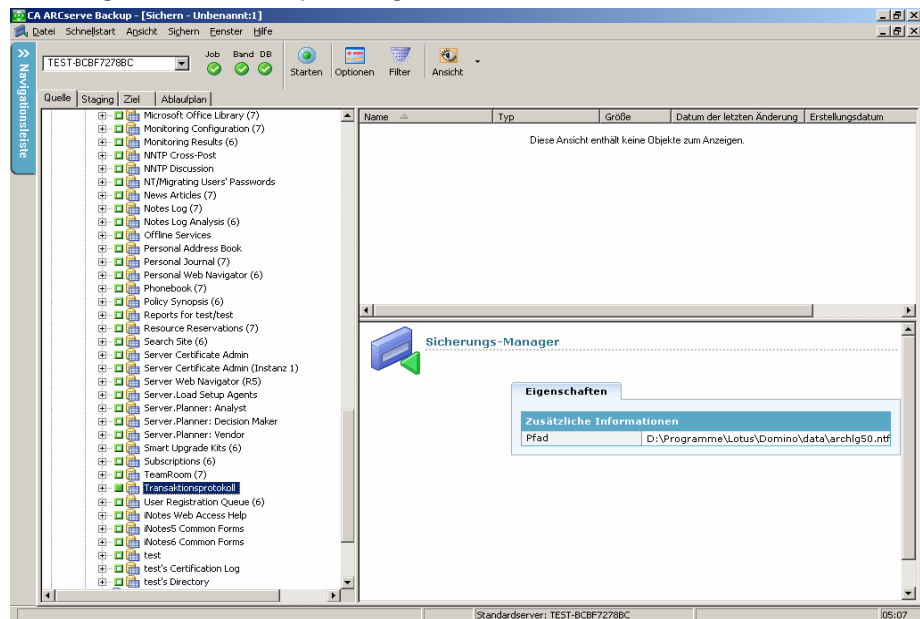 CA ARCserve Backup - [Sichern - Unbenannt:1]
Datei Schnellstart Ansicht Sichern Fenster Hilfe
TEST-BCBF7278BC
Job Band DB
Starten Optionen Filter Ansicht
Navigationsleiste
Quelle Staging Ziel Ablaufplan
Microsoft Office Library (7)
Monitoring Configuration (7)
Monitoring Results (6)
NNTP Cross-Post
NNTP Discussion
NT/Migrating Users' Passwords
News Articles (7)
Notes Log (7)
Notes Log Analysis (6)
Offline Services
Personal Address Book
Personal Journal (7)
Personal Web Navigator (6)
Phonebook (7)
Policy Synopsis (6)
Reports for test/test
Resource Reservations (7)
Search Site (6)
Server Certificate Admin
Server Certificate Admin (Instanz 1)
Server Web Navigator (R5)
Server.Load Setup Agents
Server.Planner: Analyst
Server.Planner: Decision Maker
Server.Planner: Vendor
Smart Upgrade Kits (6)
Subscriptions (6)
TeamRoom (7)
Transaktionsprotokoll
User Registration Queue (6)
iNotes Web Access Help
iNotes5 Common Forms
iNotes6 Common Forms
test
test's Certification Log
test's Directory
Name Typ Größe Datum der letzten Änderung Erstellungsdatum
Diese Ansicht enthält keine Objekte zum Anzeigen.
Sicherungs-Manager
Eigenschaften
Zusätzliche Informationen
Pfad D:\Programme\Lotus\Domino\data\archlg50.ntf
Standardserver: TEST-BCBF7278BC 05:07